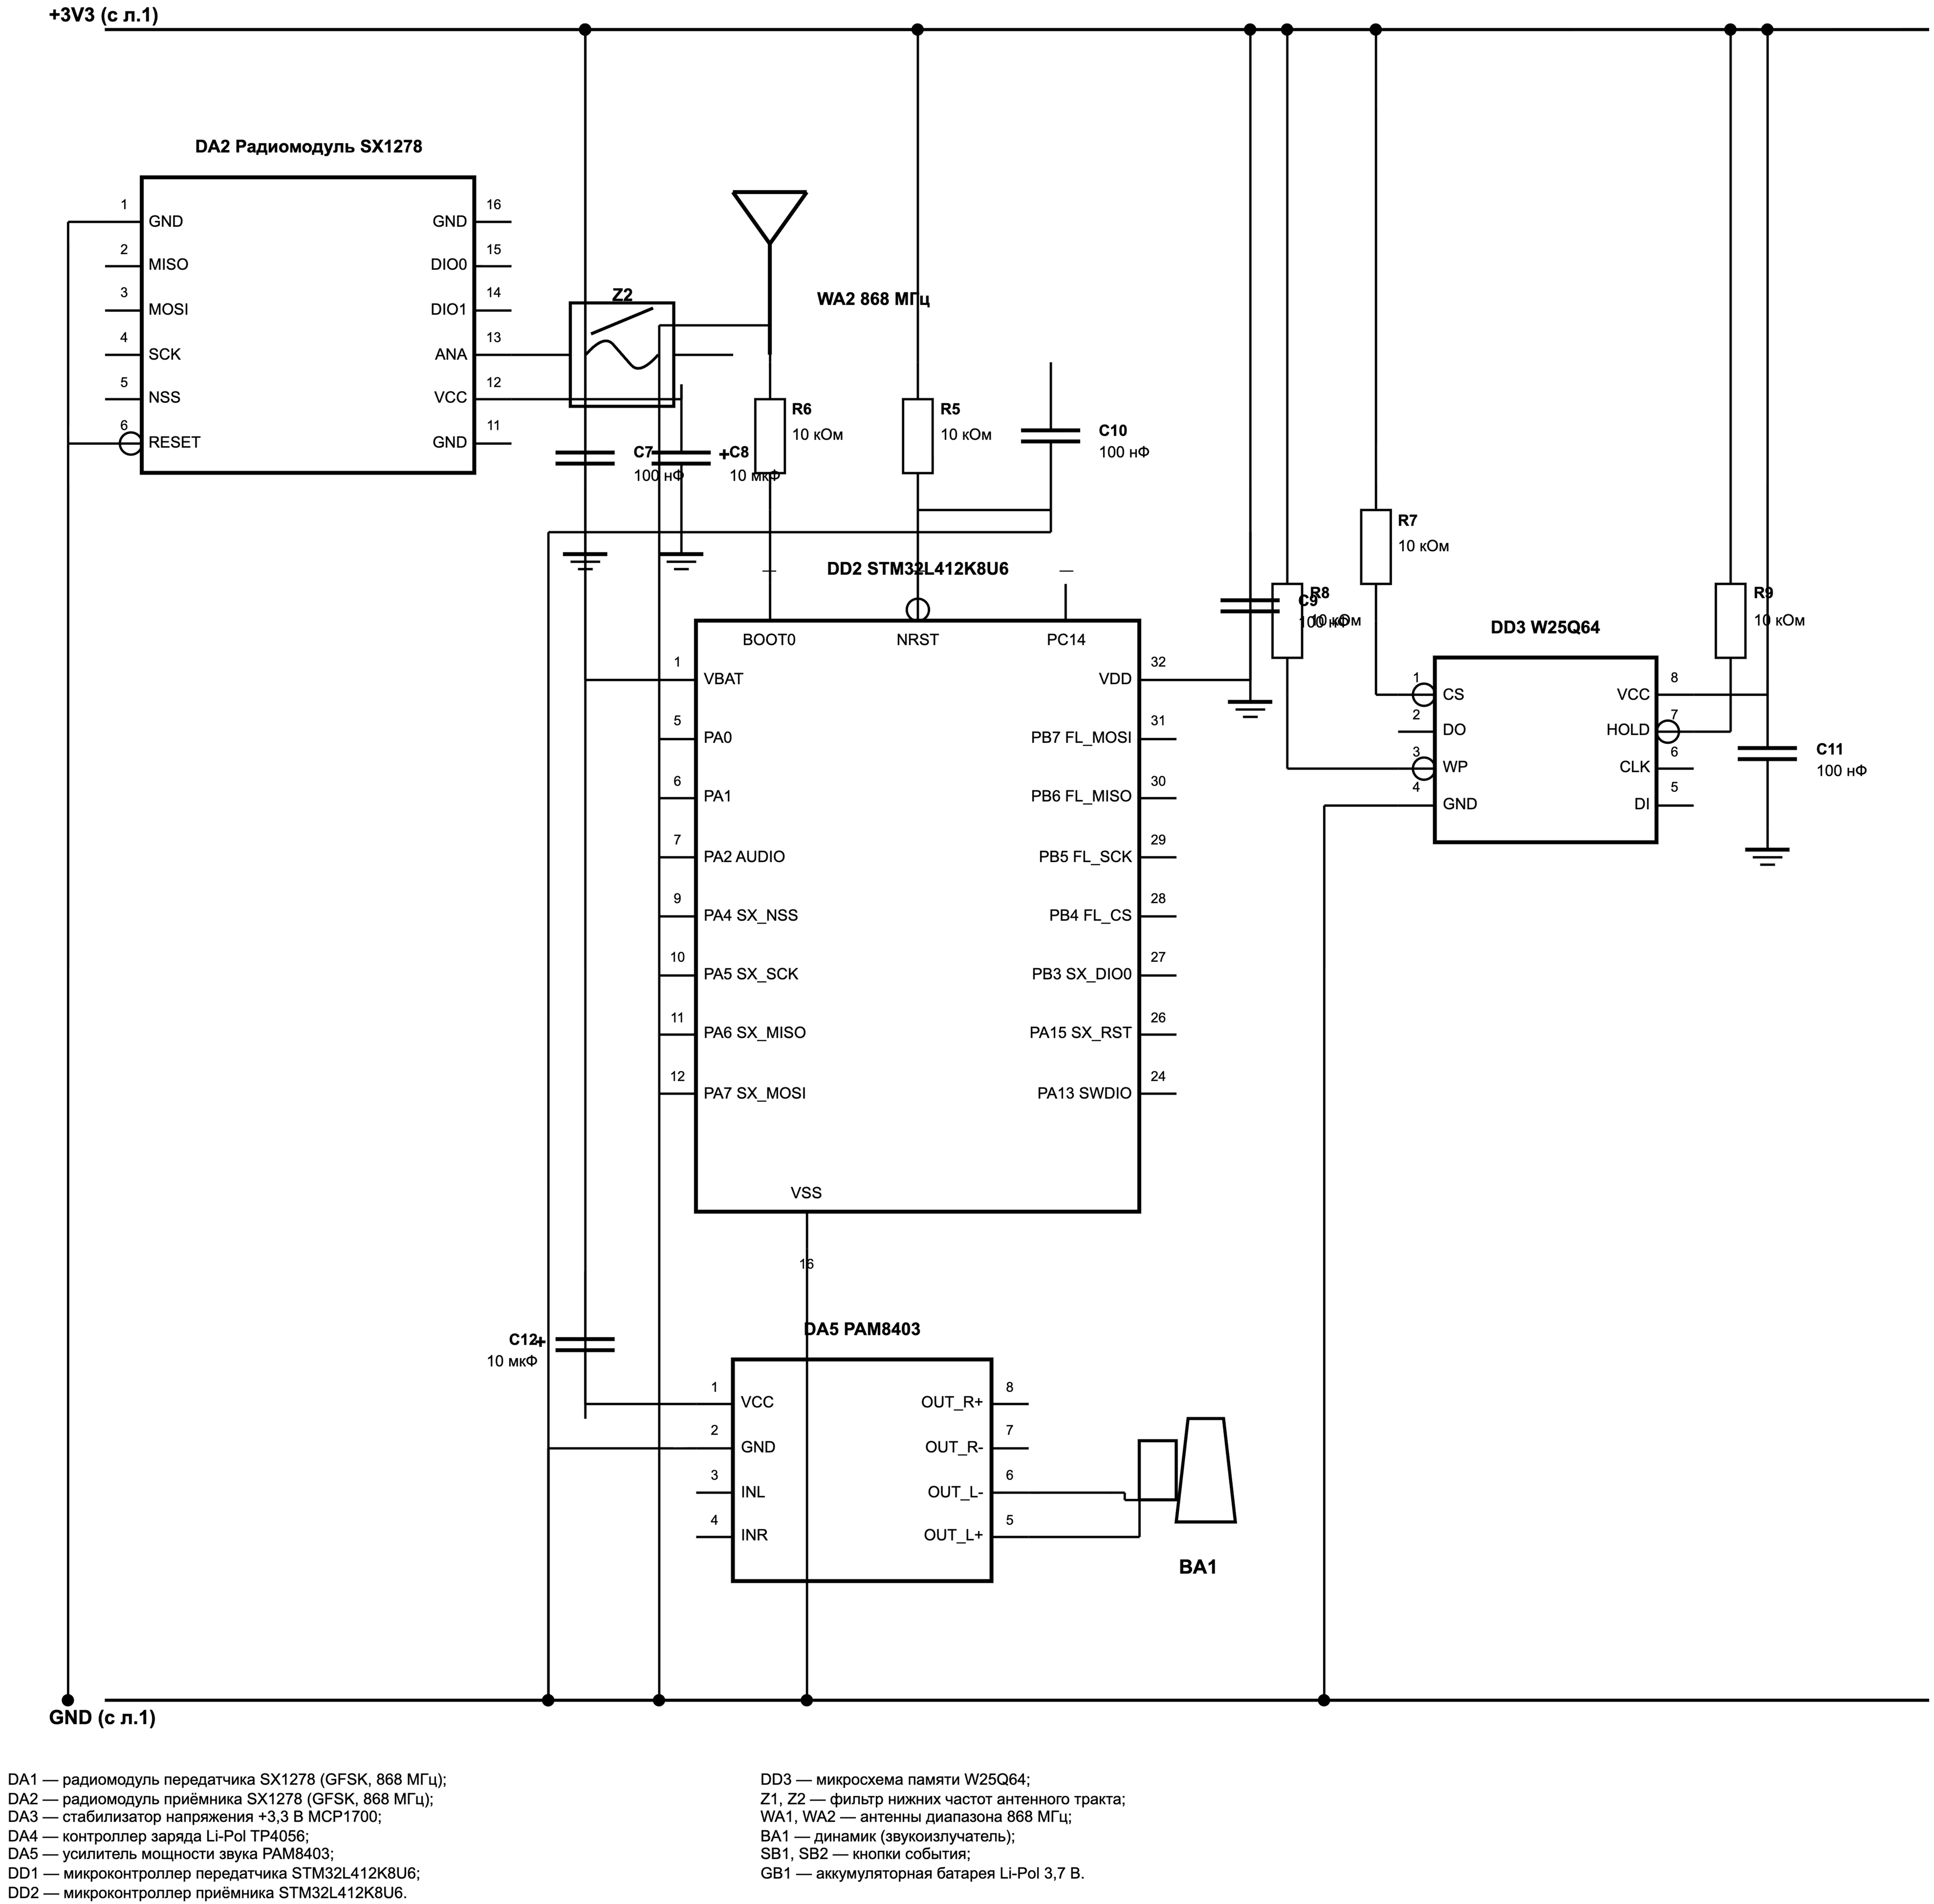 +3V3 (с л.1)
DA2 Радиомодуль SX1278
1 GND
2 MISO
3 MOSI
4 SCK
5 NSS
6 RESET
16 GND
15 DIO0
14 DIO1
13 ANA
12 VCC
11 GND
Z2
WA2 868 МГц
C7
100 нФ
+C8
10 мкФ
R6
10 кОм
R5
10 кОм
C10
100 нФ
DD2 STM32L412K8U6
— —
BOOT0 NRST PC14
1 VBAT
5 PA0
6 PA1
7 PA2 AUDIO
9 PA4 SX_NSS
10 PA5 SX_SCK
11 PA6 SX_MISO
12 PA7 SX_MOSI
32 VDD
31 PB7 FL_MOSI
30 PB6 FL_MISO
29 PB5 FL_SCK
28 PB4 FL_CS
27 PB3 SX_DIO0
26 PA15 SX_RST
24 PA13 SWDIO
VSS
16
C9
100 нФ
R8
10 кОм
R7
10 кОм
R9
10 кОм
DD3 W25Q64
1 CS
2 DO
3 WP
4 GND
8 VCC
7 HOLD
6 CLK
5 DI
C11
100 нФ
C12+
10 мкФ
DA5 PAM8403
1 VCC
2 GND
3 INL
4 INR
8 OUT_R+
7 OUT_R-
6 OUT_L-
5 OUT_L+
BA1
GND (с л.1)
DA1 — радиомодуль передатчика SX1278 (GFSK, 868 МГц);
DA2 — радиомодуль приёмника SX1278 (GFSK, 868 МГц);
DA3 — стабилизатор напряжения +3,3 В MCP1700;
DA4 — контроллер заряда Li-Pol TP4056;
DA5 — усилитель мощности звука PAM8403;
DD1 — микроконтроллер передатчика STM32L412K8U6;
DD2 — микроконтроллер приёмника STM32L412K8U6.
DD3 — микросхема памяти W25Q64;
Z1, Z2 — фильтр нижних частот антенного тракта;
WA1, WA2 — антенны диапазона 868 МГц;
BA1 — динамик (звукоизлучатель);
SB1, SB2 — кнопки события;
GB1 — аккумуляторная батарея Li-Pol 3,7 В.